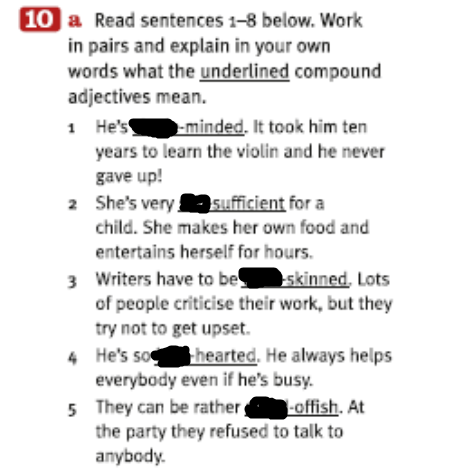 10 a Read sentences 1–8 below. Work
in pairs and explain in your own
words what the underlined compound
adjectives mean.
1 He's -minded. It took him ten
years to learn the violin and he never
gave up!
2 She's very sufficient for a
child. She makes her own food and
entertains herself for hours.
3 Writers have to be -skinned. Lots
of people criticise their work, but they
try not to get upset.
4 He's so -hearted. He always helps
everybody even if he's busy.
5 They can be rather -offish. At
the party they refused to talk to
anybody.